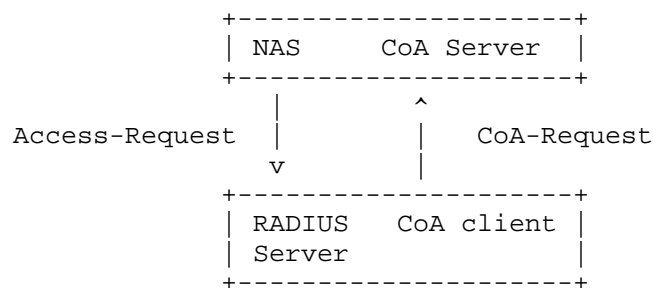 NAS CoA Server
Access-Request CoA-Request
RADIUS CoA client
Server